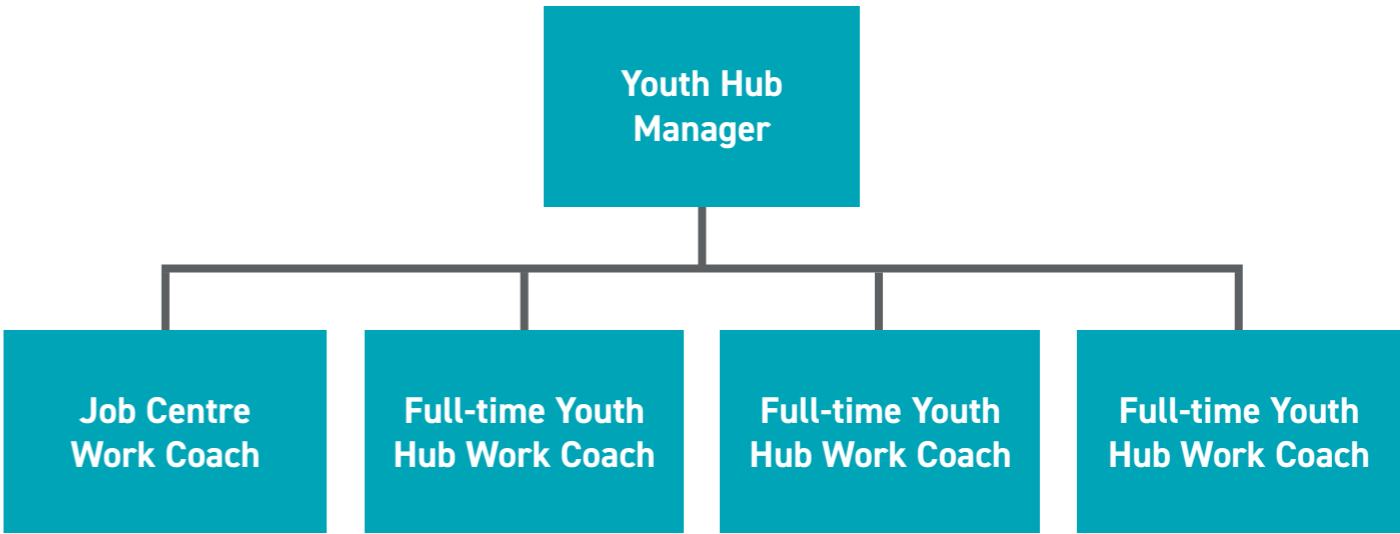 Youth Hub
Manager
Job Centre
Work Coach
Full-time Youth
Hub Work Coach
Full-time Youth
Hub Work Coach
Full-time Youth
Hub Work Coach